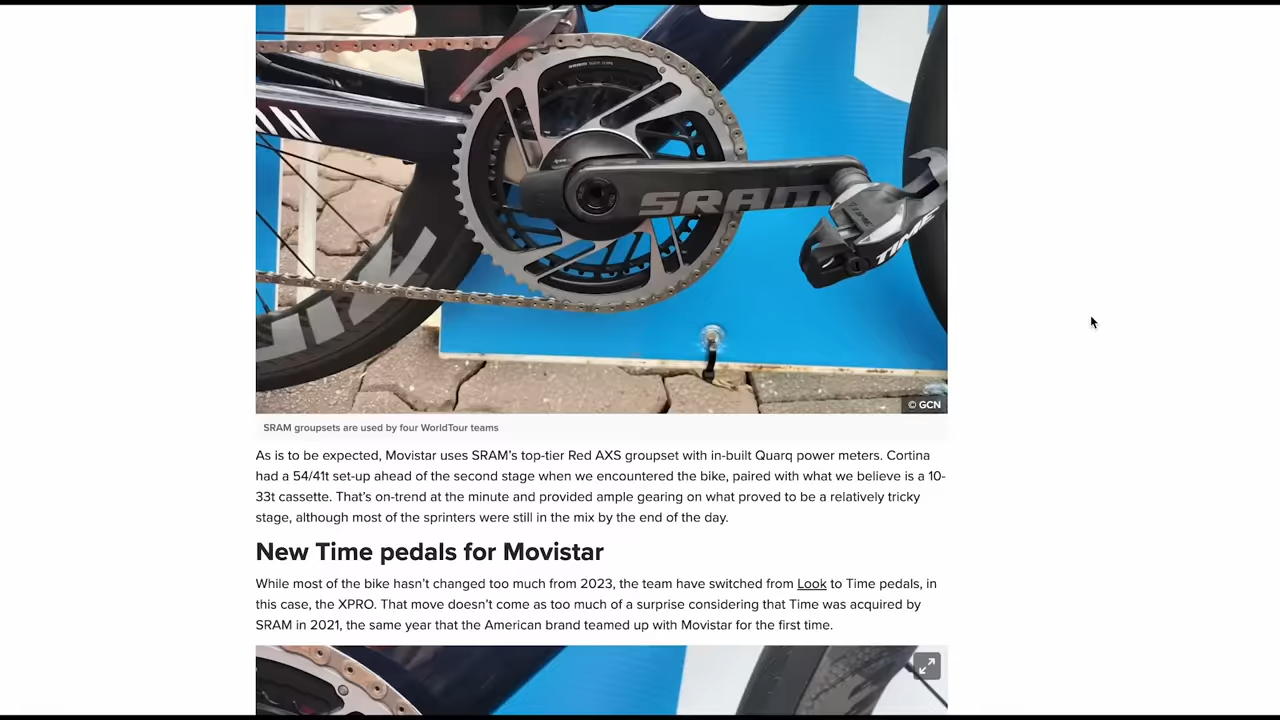 SRAM
TIME
TIME
© GCN
SRAM groupsets are used by four WorldTour teams
As is to be expected, Movistar uses SRAM’s top-tier Red AXS groupset with in-built Quarq power meters. Cortina
had a 54/41t set-up ahead of the second stage when we encountered the bike, paired with what we believe is a 10-
33t cassette. That’s on-trend at the minute and provided ample gearing on what proved to be a relatively tricky
stage, although most of the sprinters were still in the mix by the end of the day.
New Time pedals for Movistar
While most of the bike hasn’t changed too much from 2023, the team have switched from Look to Time pedals, in
this case, the XPRO. That move doesn’t come as too much of a surprise considering that Time was acquired by
SRAM in 2021, the same year that the American brand teamed up with Movistar for the first time.